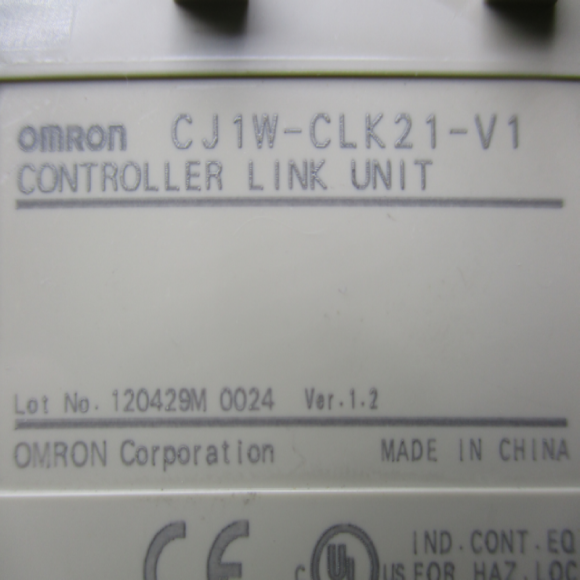 OMRON CJ1W-CLK21-V1
CONTROLLER LINK UNIT
Lot No. 120429M 0024 Ver.1.2
OMRON Corporation MADE IN CHINA
CE C UL US IND.CONT.EQ
FOR HAZ.LOC